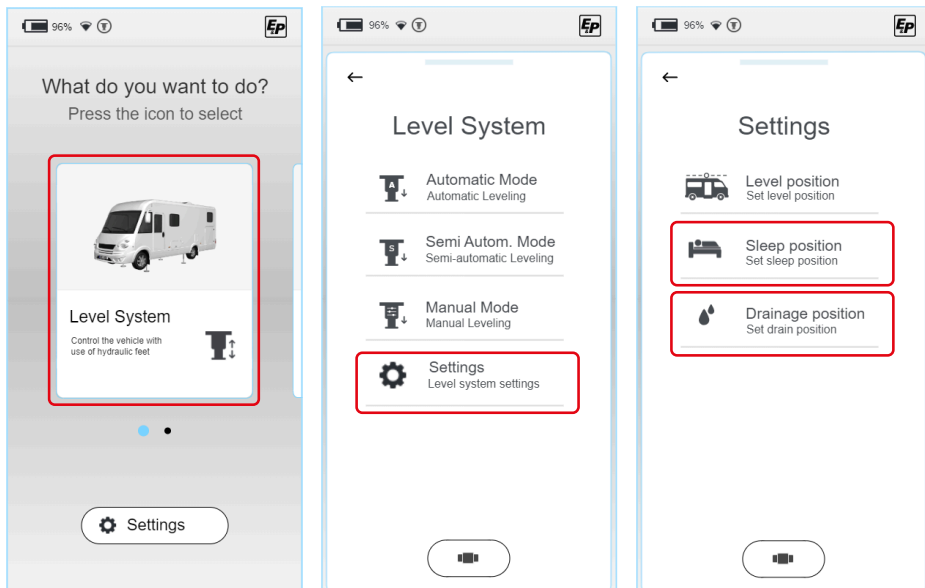 96%
EP
What do you want to do?
Press the icon to select
Level System
Control the vehicle with
use of hydraulic feet
Settings
96%
EP
Level System
A
Automatic Mode
Automatic Leveling
S
Semi Autom. Mode
Semi-automatic Leveling
Manual Mode
Manual Leveling
Settings
Level system settings
96%
EP
Settings
Level position
Set level position
Sleep position
Set sleep position
Drainage position
Set drain position